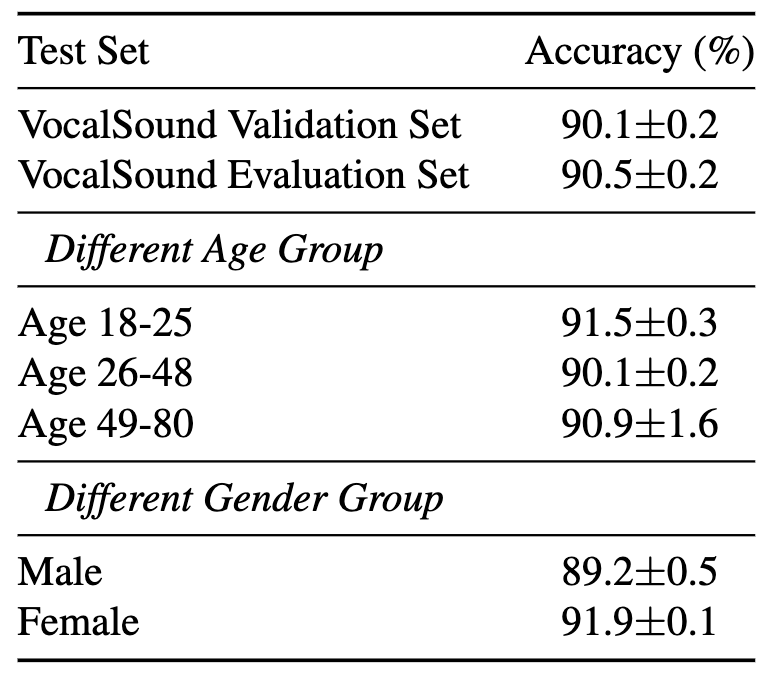 Test Set Accuracy (%)
VocalSound Validation Set 90.1±0.2
VocalSound Evaluation Set 90.5±0.2
Different Age Group
Age 18-25 91.5±0.3
Age 26-48 90.1±0.2
Age 49-80 90.9±1.6
Different Gender Group
Male 89.2±0.5
Female 91.9±0.1